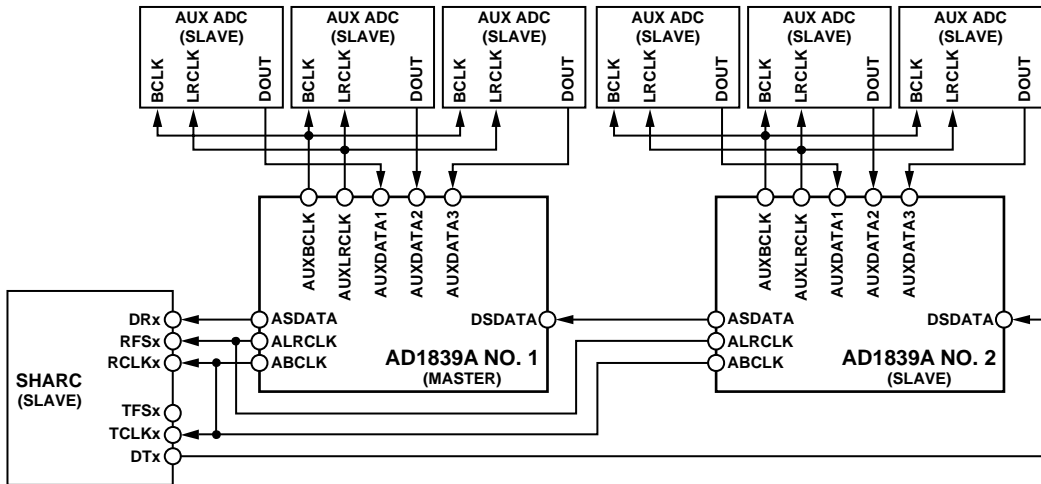 AUX ADC
(SLAVE)
BCLK
LRCLK
DOUT
AUX ADC
(SLAVE)
BCLK
LRCLK
DOUT
AUX ADC
(SLAVE)
BCLK
LRCLK
DOUT
AUX ADC
(SLAVE)
BCLK
LRCLK
DOUT
AUX ADC
(SLAVE)
BCLK
LRCLK
DOUT
AUX ADC
(SLAVE)
BCLK
LRCLK
DOUT
AUXBCLK
AUXLRCLK
AUXDATA1
AUXDATA2
AUXDATA3
ASDATA
ALRCLK
ABCLK
DSDATA
AD1839A NO. 1
(MASTER)
AUXBCLK
AUXLRCLK
AUXDATA1
AUXDATA2
AUXDATA3
ASDATA
ALRCLK
ABCLK
DSDATA
AD1839A NO. 2
(SLAVE)
SHARC
(SLAVE)
DRx
RFSx
RCLKx
TFSx
TCLKx
DTx